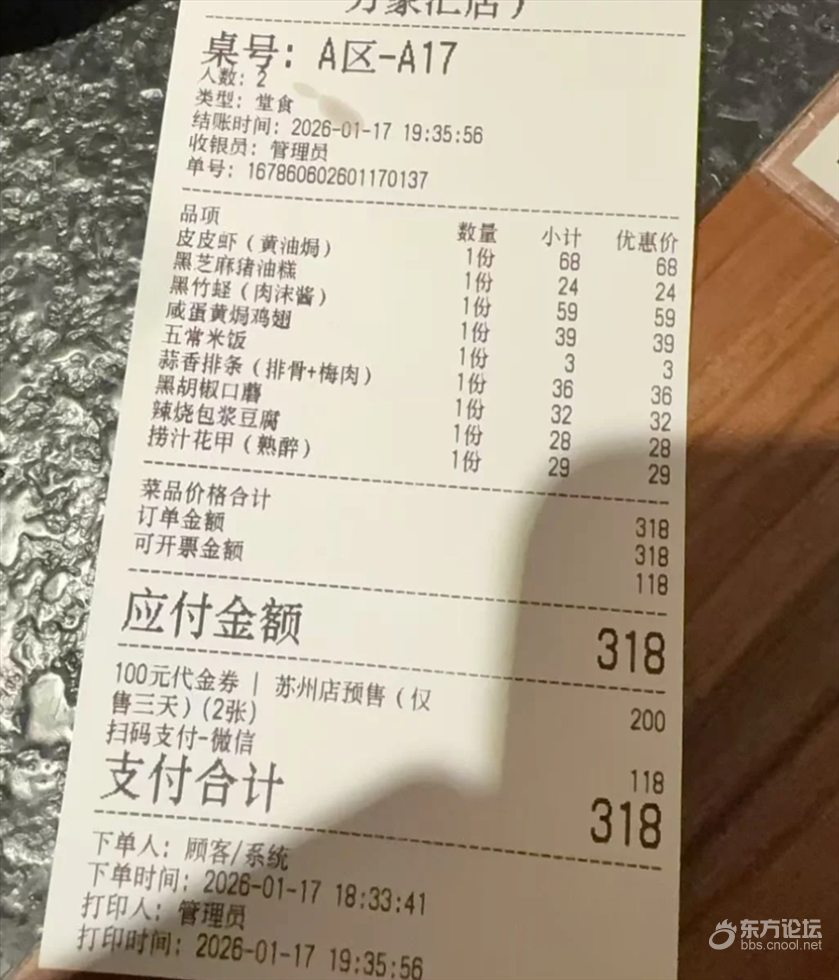 万象汇店）
桌号：A区-A17
人数：2
类型：堂食
结账时间：2026-01-17 19:35:56
收银员：管理员
单号：167860602601170137
品项 数量 小计 优惠价
皮皮虾（黄油焗） 1份 68 68
黑芝麻猪油糕 1份 24 24
黑竹蛏（肉沫酱） 1份 59 59
咸蛋黄焗鸡翅 1份 39 39
五常米饭 1份 3 3
蒜香排条（排骨+梅肉） 1份 36 36
黑胡椒口蘑 1份 32 32
辣烧包浆豆腐 1份 28 28
捞汁花甲（熟醉） 1份 29 29
菜品价格合计 318
订单金额 318
可开票金额 118
应付金额 318
100元代金券 | 苏州店预售（仅
售三天）(2张) 200
扫码支付-微信 118
支付合计 318
下单人：顾客/系统
下单时间：2026-01-17 18:33:41
打印人：管理员
打印时间：2026-01-17 19:35:56
东方论坛
bbs.cnool.net